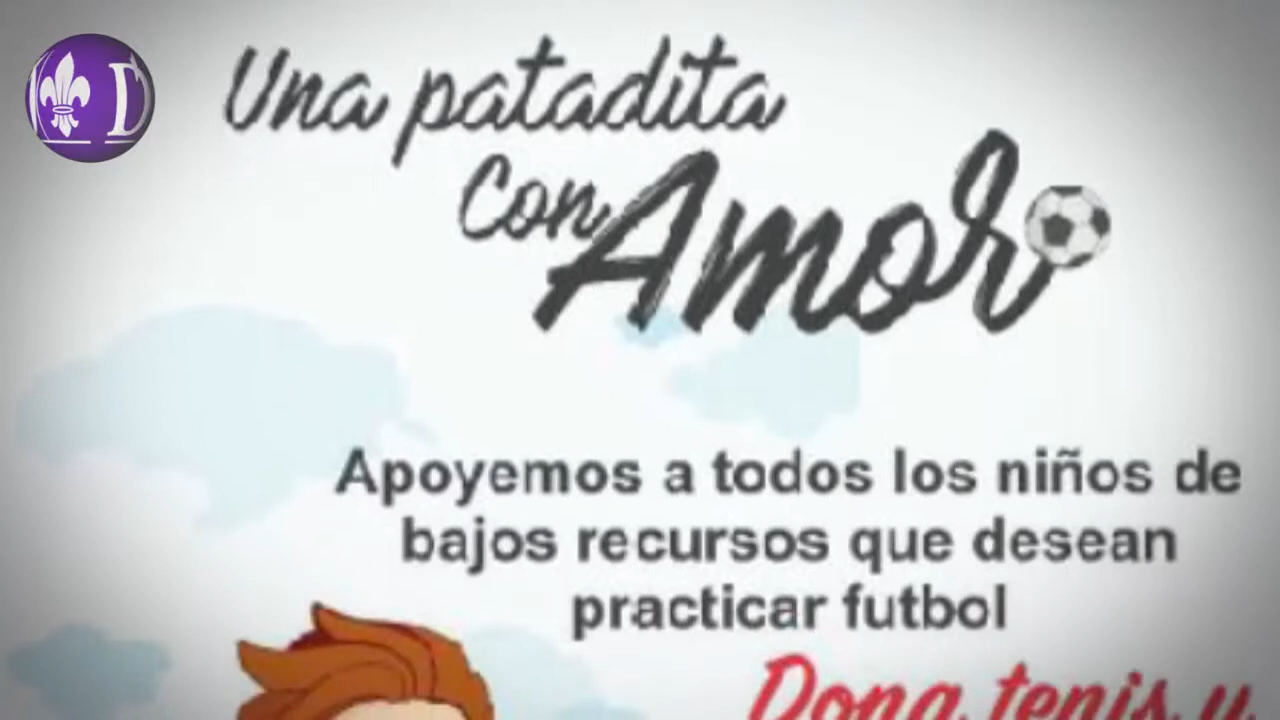 Una patadita
Con Amor
Apoyemos a todos los niños de
bajos recursos que desean
practicar futbol
Dona tenis y
D